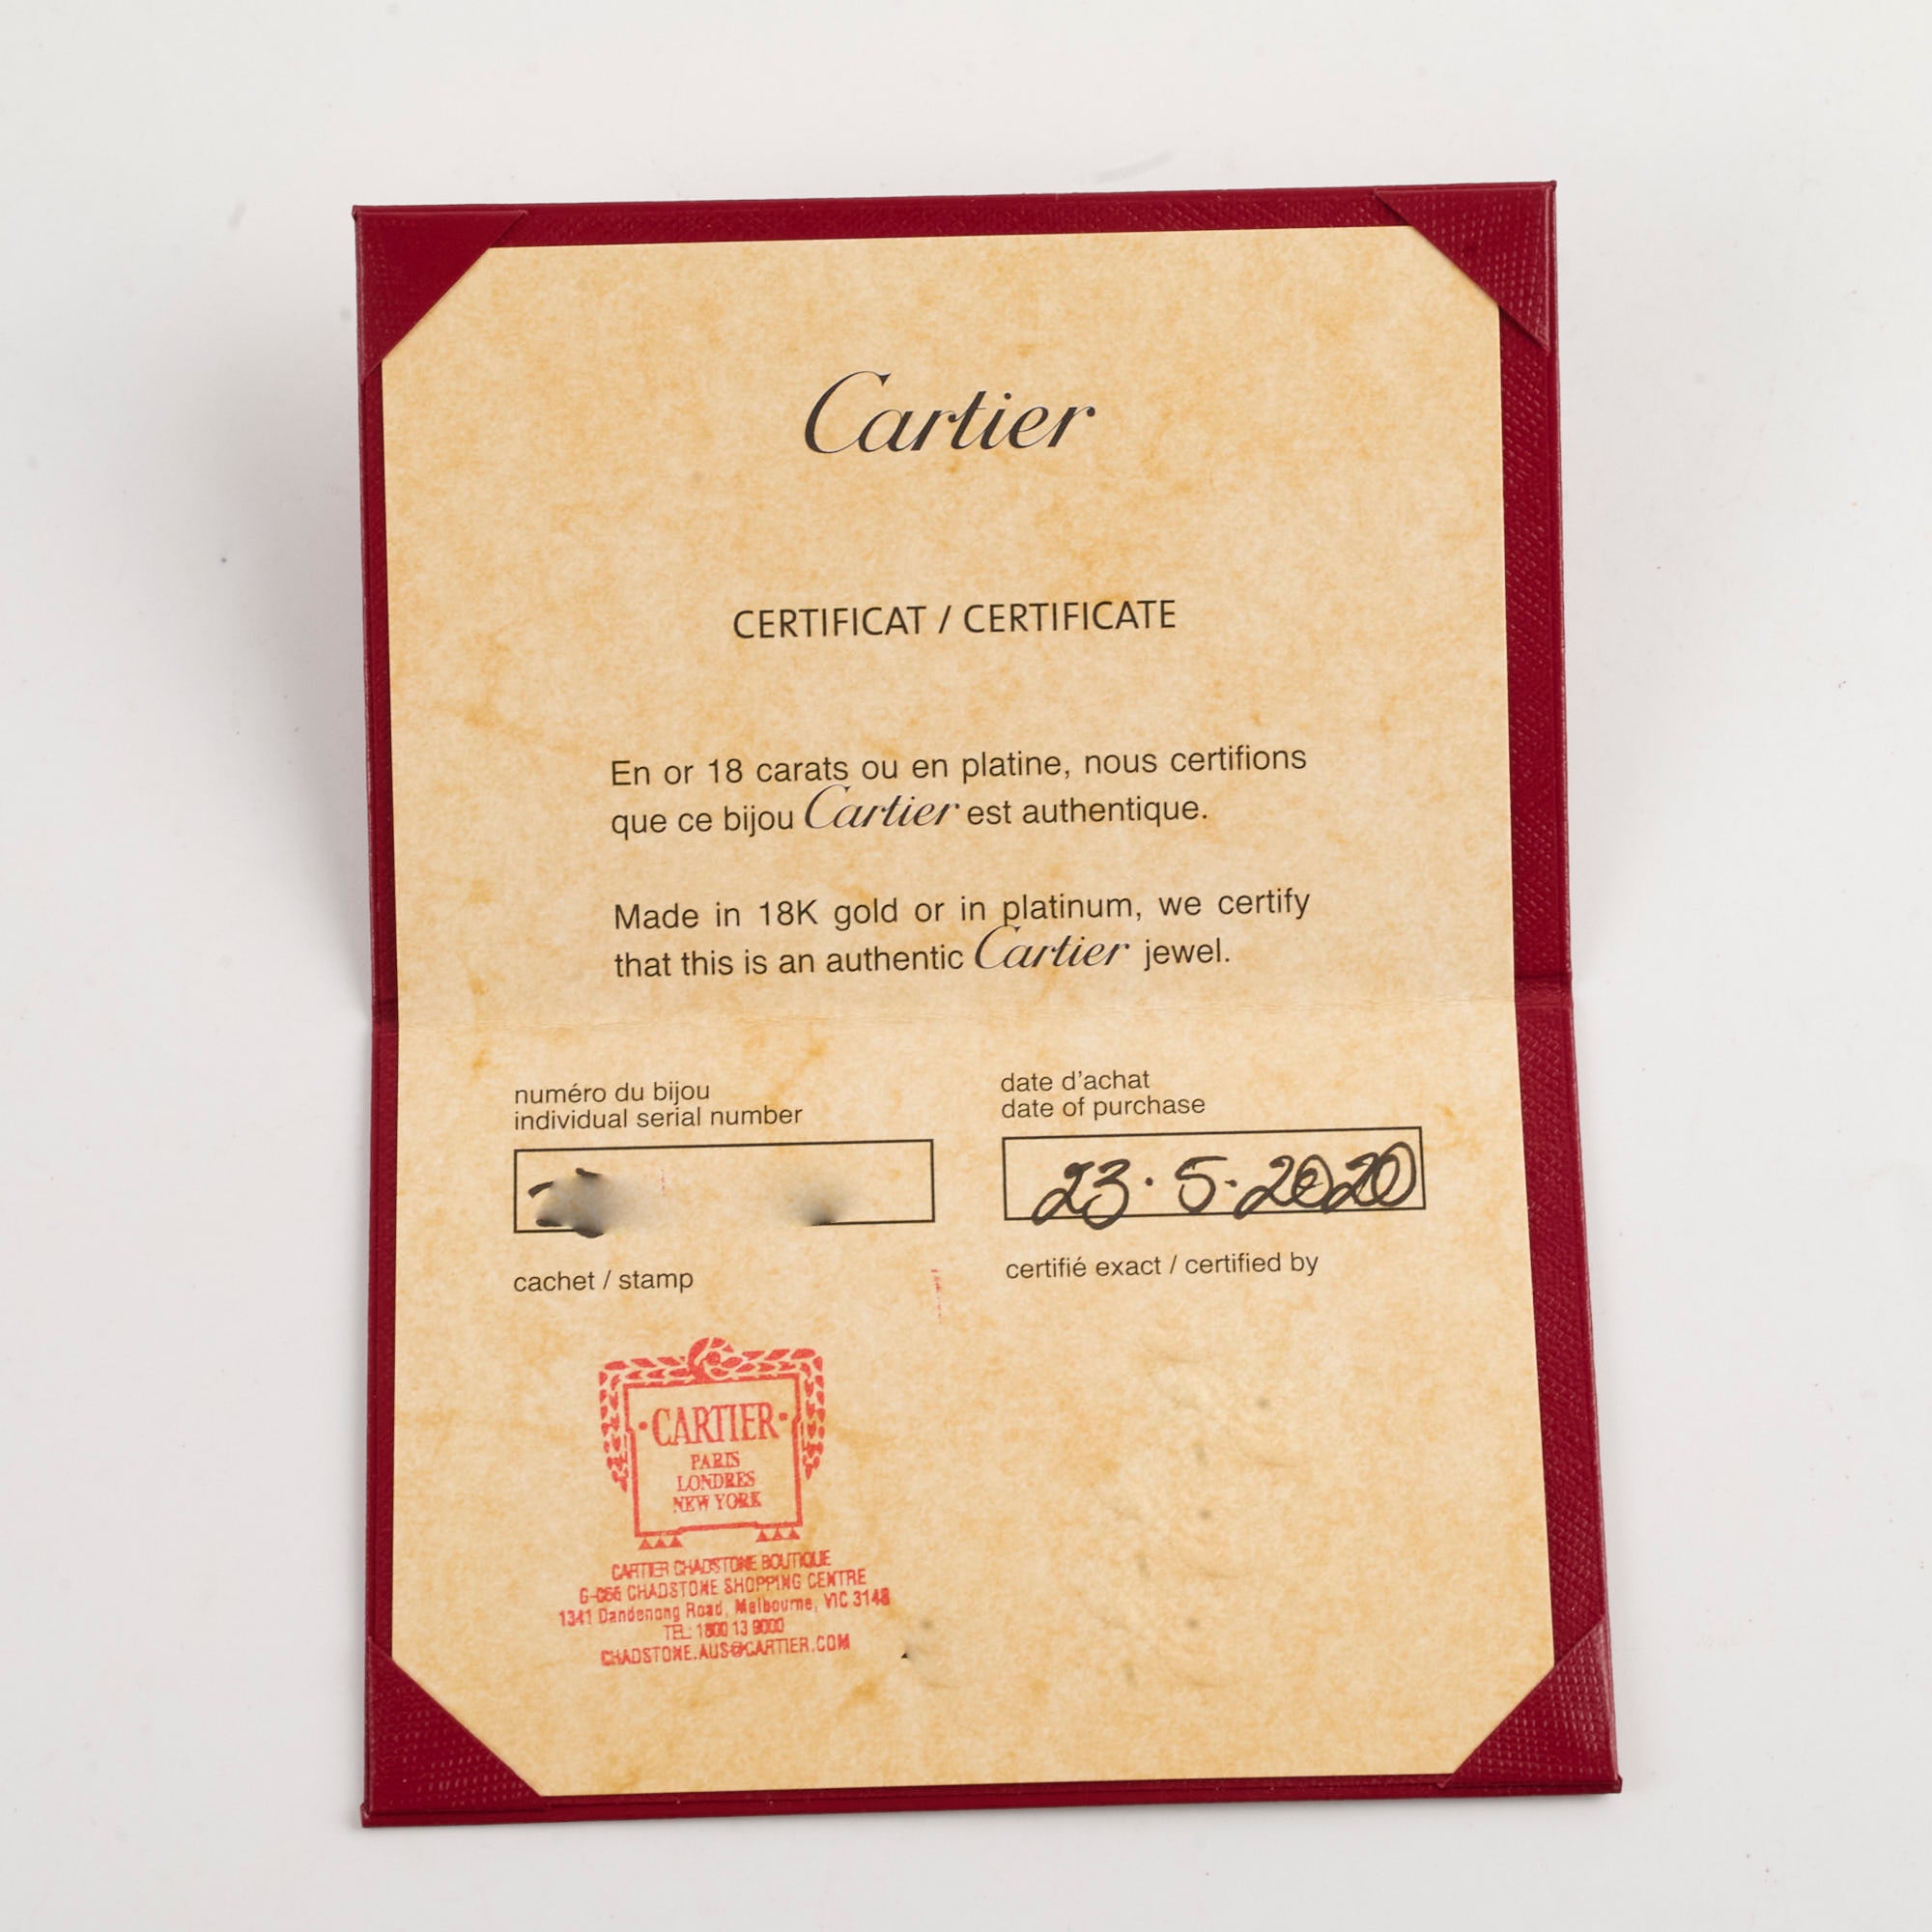 Cartier
CERTIFICAT / CERTIFICATE
En or 18 carats ou en platine, nous certifions
que ce bijou Cartier est authentique.
Made in 18K gold or in platinum, we certify
that this is an authentic Cartier jewel.
numéro du bijou
individual serial number
date d'achat
date of purchase
23.5.2020
cachet / stamp
certifié exact / certified by
·CARTIER·
PARIS
LONDRES
NEW YORK
CARTIER CHADSTONE BOUTIQUE
G-066 CHADSTONE SHOPPING CENTRE
1341 Dandenong Road, Melbourne, VIC 3148
TEL: 1800 13 0000
CHADSTONE.AUS@CARTIER.COM